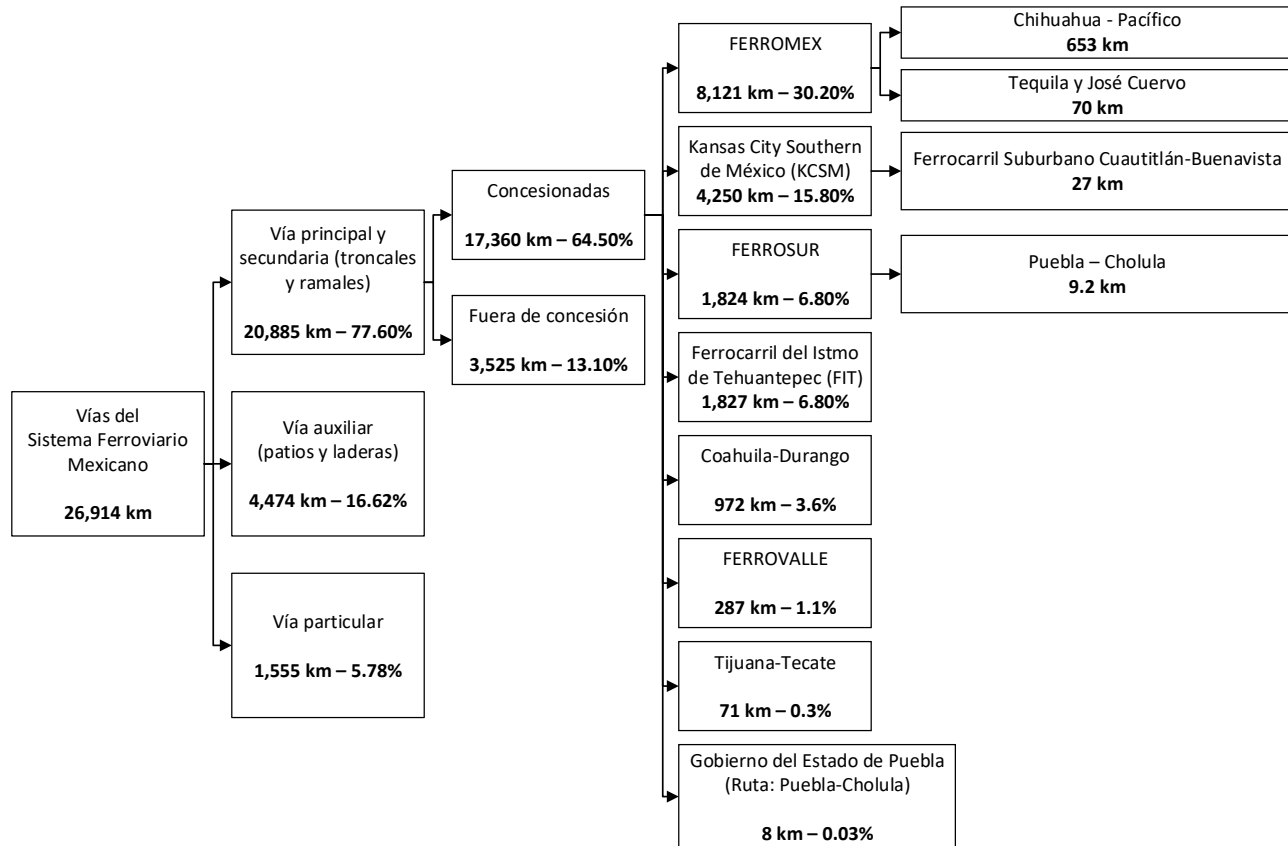 Vías del
Sistema Ferroviario
Mexicano
26,914 km
Vía principal y
secundaria (troncales
y ramales)
20,885 km – 77.60%
Vía auxiliar
(patios y laderas)
4,474 km – 16.62%
Vía particular
1,555 km – 5.78%
Concesionadas
17,360 km – 64.50%
Fuera de concesión
3,525 km – 13.10%
FERROMEX
8,121 km – 30.20%
Kansas City Southern
de México (KCSM)
4,250 km – 15.80%
FERROSUR
1,824 km – 6.80%
Ferrocarril del Istmo
de Tehuantepec (FIT)
1,827 km – 6.80%
Coahuila-Durango
972 km – 3.6%
FERROVALLE
287 km – 1.1%
Tijuana-Tecate
71 km – 0.3%
Gobierno del Estado de Puebla
(Ruta: Puebla-Cholula)
8 km – 0.03%
Chihuahua - Pacífico
653 km
Tequila y José Cuervo
70 km
Ferrocarril Suburbano Cuautitlán-Buenavista
27 km
Puebla – Cholula
9.2 km